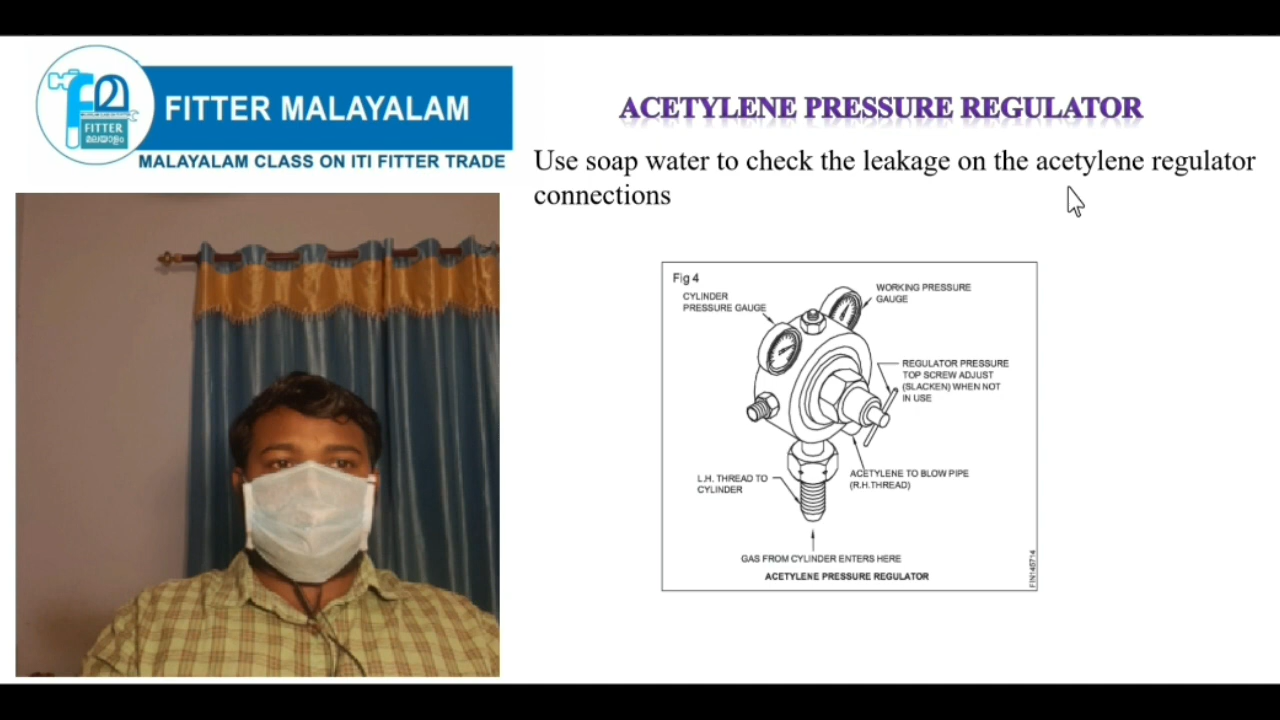 FITTER
മലയാളം
FITTER MALAYALAM
MALAYALAM CLASS ON ITI FITTER TRADE
ACETYLENE PRESSURE REGULATOR
Use soap water to check the leakage on the acetylene regulator
connections
Fig 4
CYLINDER
PRESSURE GAUGE
WORKING PRESSURE
GAUGE
REGULATOR PRESSURE
TOP SCREW ADJUST
(SLACKEN) WHEN NOT
IN USE
L.H. THREAD TO
CYLINDER
ACETYLENE TO BLOW PIPE
(R.H.THREAD)
GAS FROM CYLINDER ENTERS HERE
ACETYLENE PRESSURE REGULATOR
FIN145714